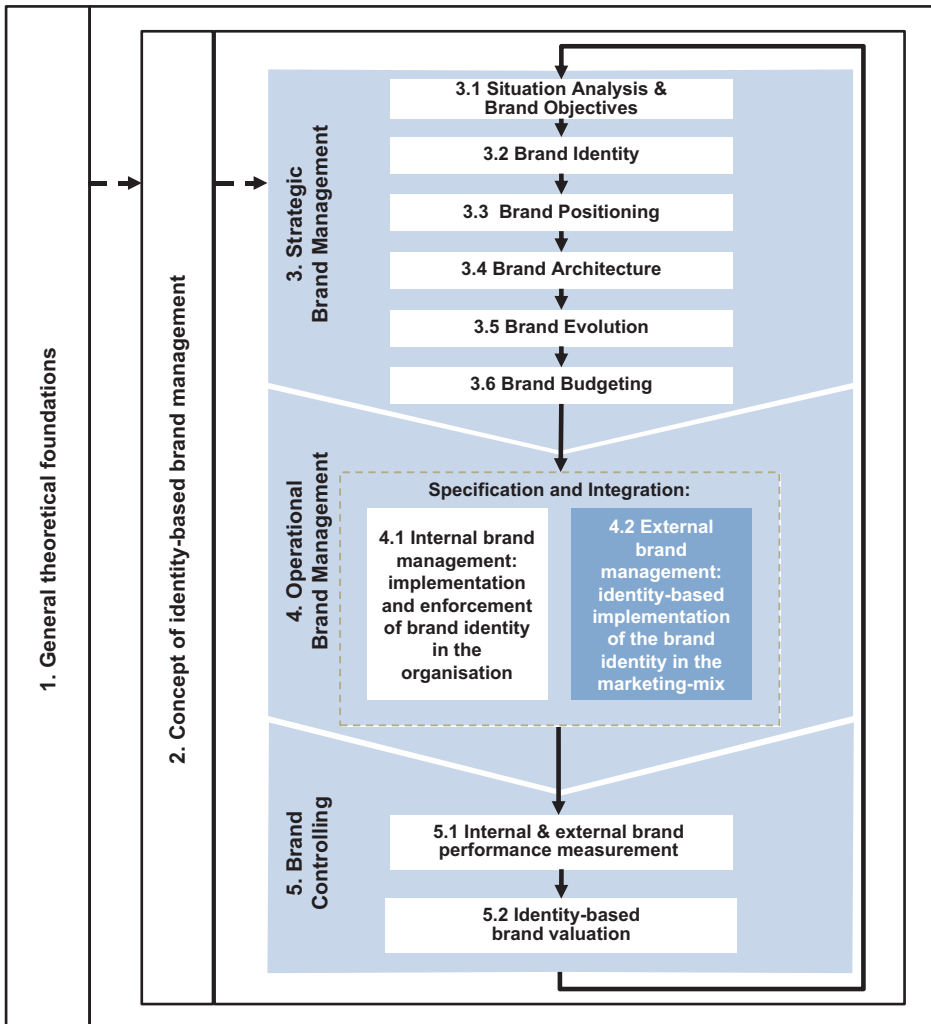 1. General theoretical foundations
2. Concept of identity-based brand management
3. Strategic
Brand Management
3.1 Situation Analysis &
Brand Objectives
3.2 Brand Identity
3.3 Brand Positioning
3.4 Brand Architecture
3.5 Brand Evolution
3.6 Brand Budgeting
4. Operational
Brand Management
Specification and Integration:
4.1 Internal brand
management:
implementation
and enforcement
of brand identity
in the
organisation
4.2 External
brand
management:
identity-based
implementation
of the brand
identity in the
marketing-mix
5. Brand
Controlling
5.1 Internal & external brand
performance measurement
5.2 Identity-based
brand valuation